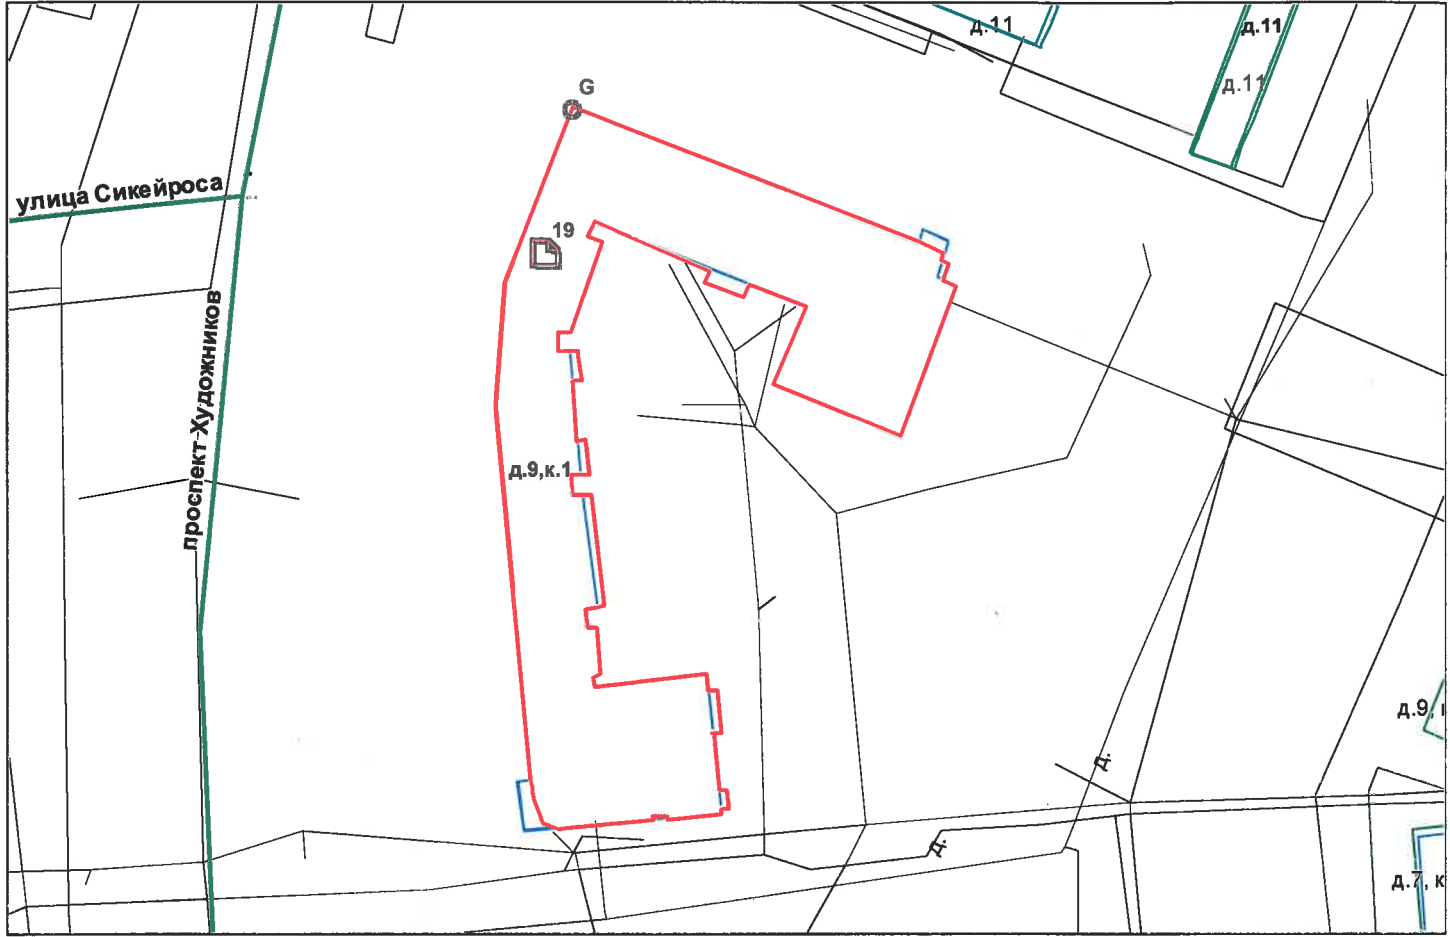 д.11
д.11
д.11
G
улица Сикейроса
19
проспект Художников
д.9,к.1
д.9,
д.
д.
д.7, к